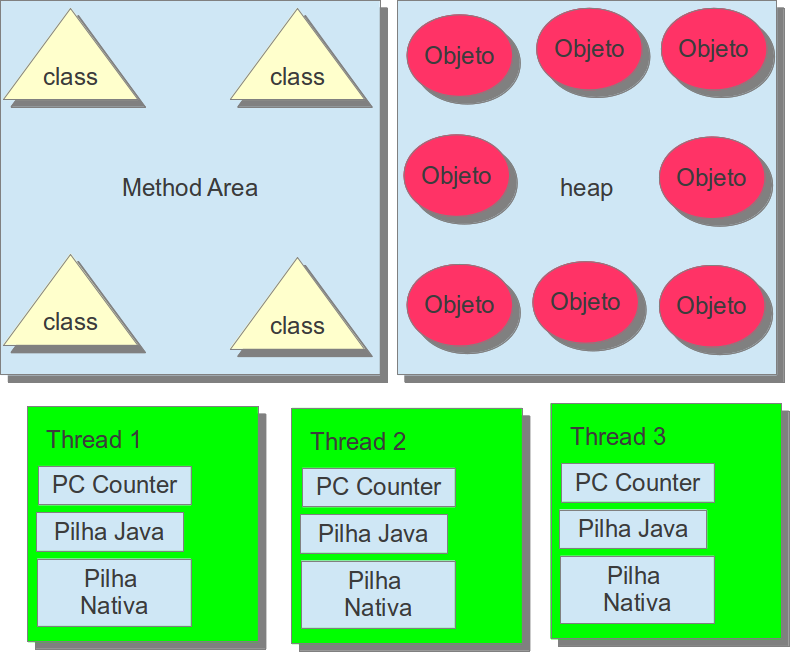 class
class
Method Area
class
class
Objeto
Objeto
Objeto
Objeto
heap
Objeto
Objeto
Objeto
Objeto
Thread 1
PC Counter
Pilha Java
Pilha
Nativa
Thread 2
PC Counter
Pilha Java
Pilha
Nativa
Thread 3
PC Counter
Pilha Java
Pilha
Nativa